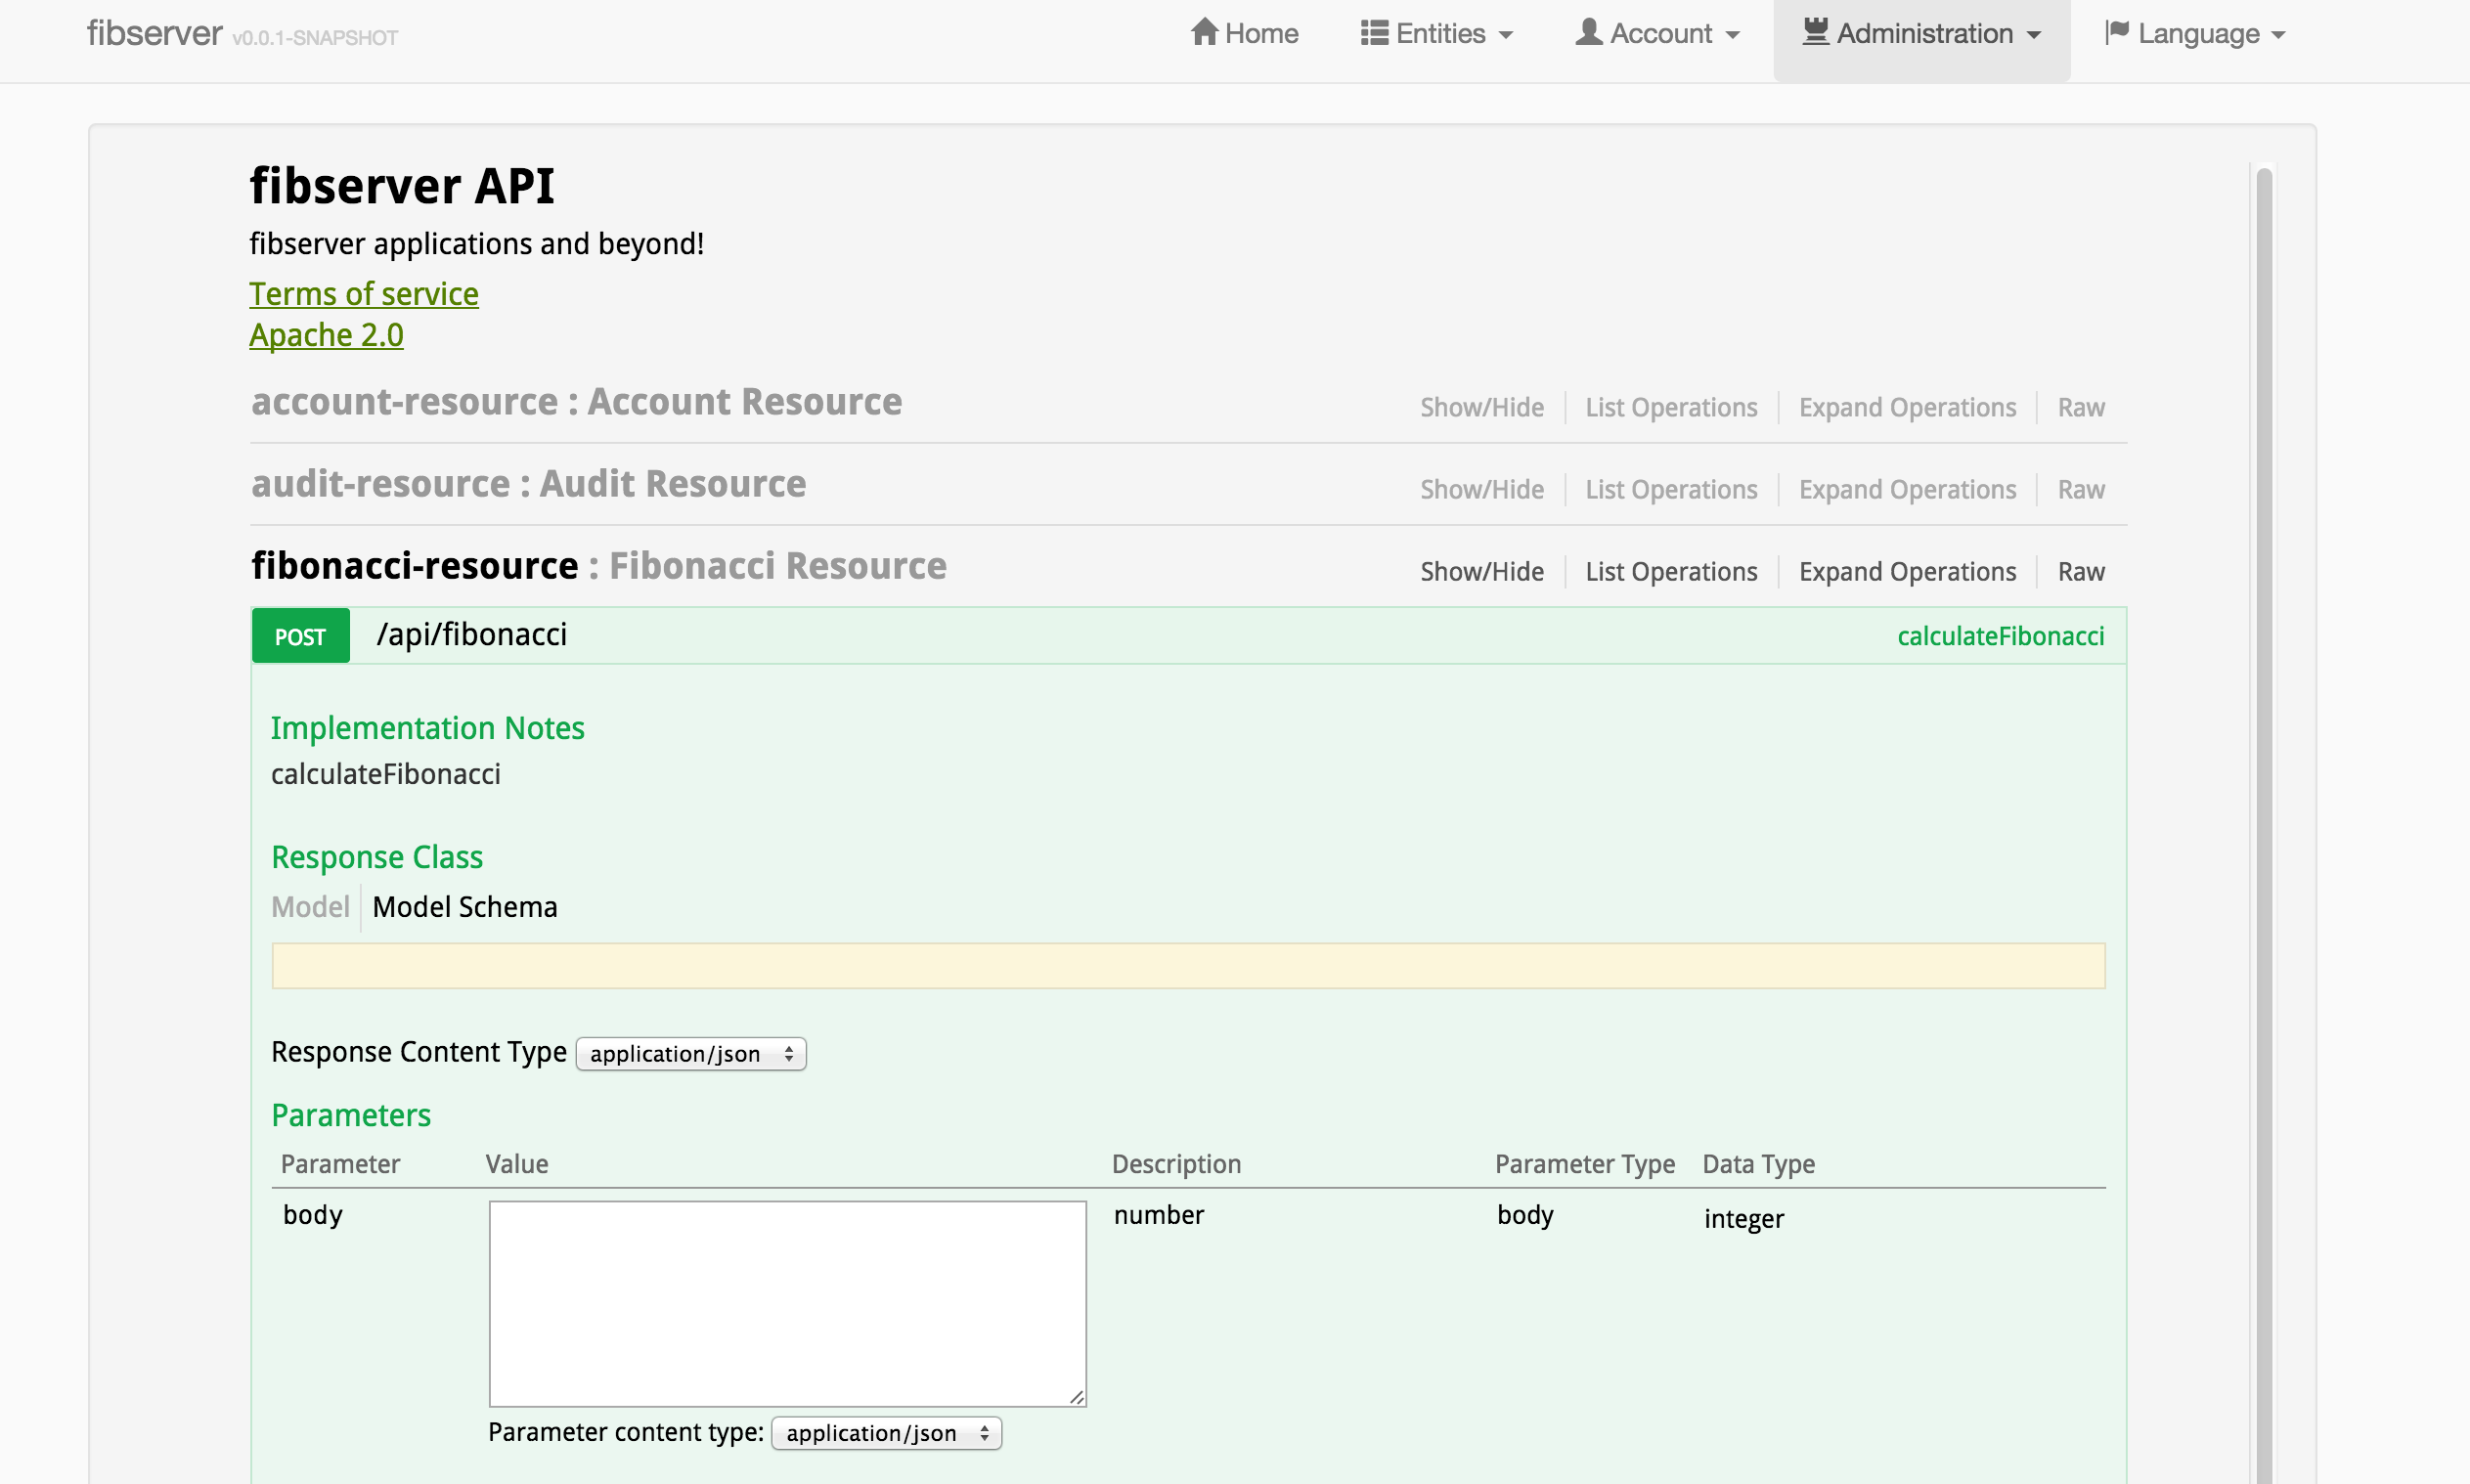 fibserver v0.0.1-SNAPSHOT Home Entities Account Administration Language
fibserver API
fibserver applications and beyond!
Terms of service
Apache 2.0
account-resource : Account Resource Show/Hide List Operations Expand Operations Raw
audit-resource : Audit Resource Show/Hide List Operations Expand Operations Raw
fibonacci-resource : Fibonacci Resource Show/Hide List Operations Expand Operations Raw
POST /api/fibonacci calculateFibonacci
Implementation Notes
calculateFibonacci
Response Class
Model Model Schema
Response Content Type application/json
Parameters
Parameter Value Description Parameter Type Data Type
body number body integer
Parameter content type: application/json